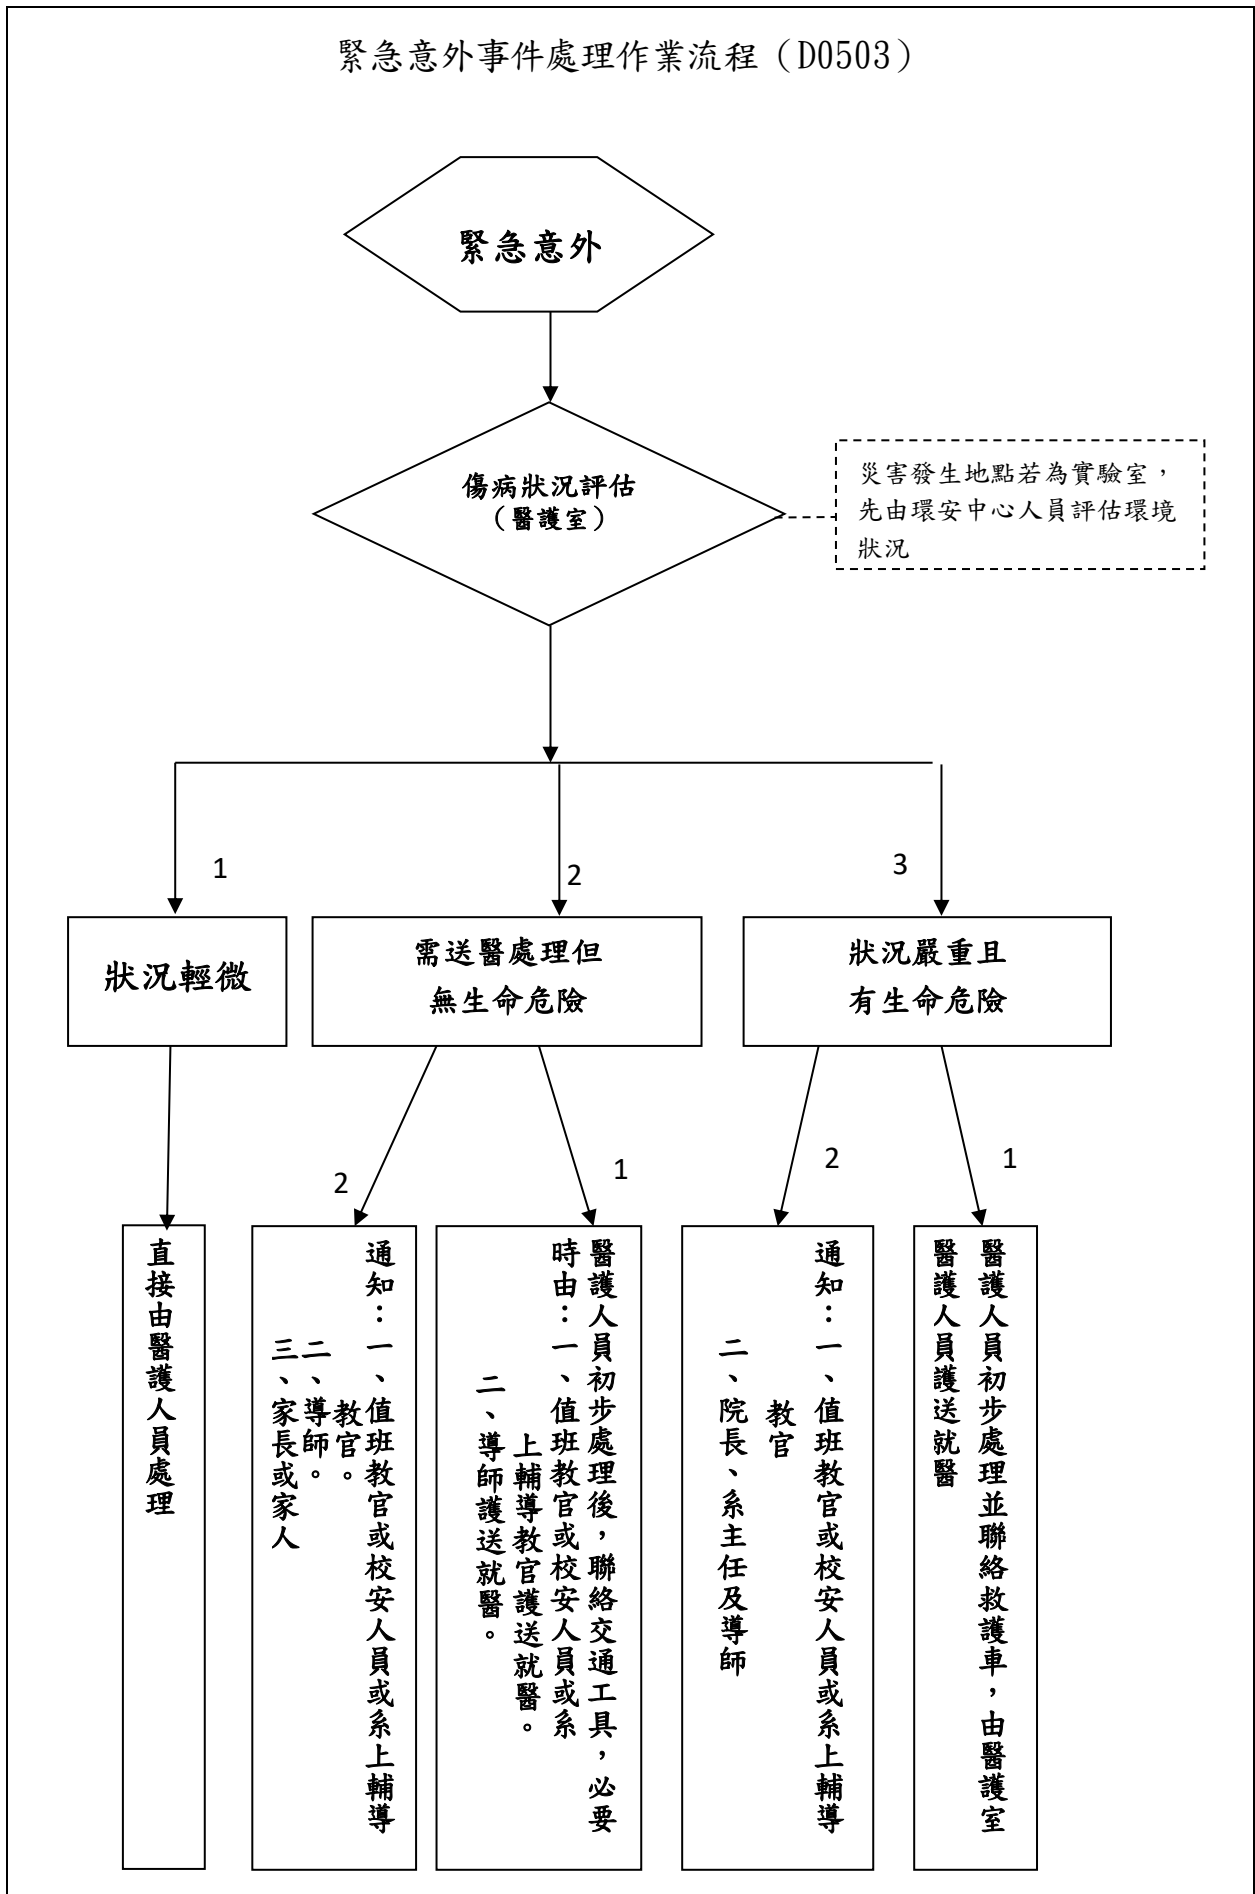 緊急意外事件處理作業流程（D0503）
緊急意外
傷病狀況評估
（醫護室）
災害發生地點若為實驗室，
先由環安中心人員評估環境
狀況
1
2
3
狀況輕微
需送醫處理但
無生命危險
狀況嚴重且
有生命危險
2
1
2
1
直接由醫護人員處理
通知：一、值班教官或校安人員或系上輔導
教官。
二、導師。
三、家長或家人
醫護人員初步處理後，聯絡交通工具，必要
時由：一、值班教官或校安人員或系
上輔導教官護送就醫。
二、導師護送就醫。
通知：一、值班教官或校安人員或系上輔導
教官
二、院長、系主任及導師
醫護人員初步處理並聯絡救護車，由醫護室
醫護人員護送就醫